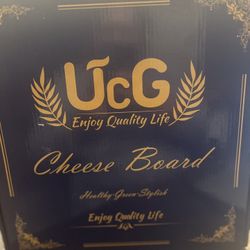 UcG
Enjoy Quality Life
Cheese Board
Healthy·Green·Stylish
Enjoy Quality Life